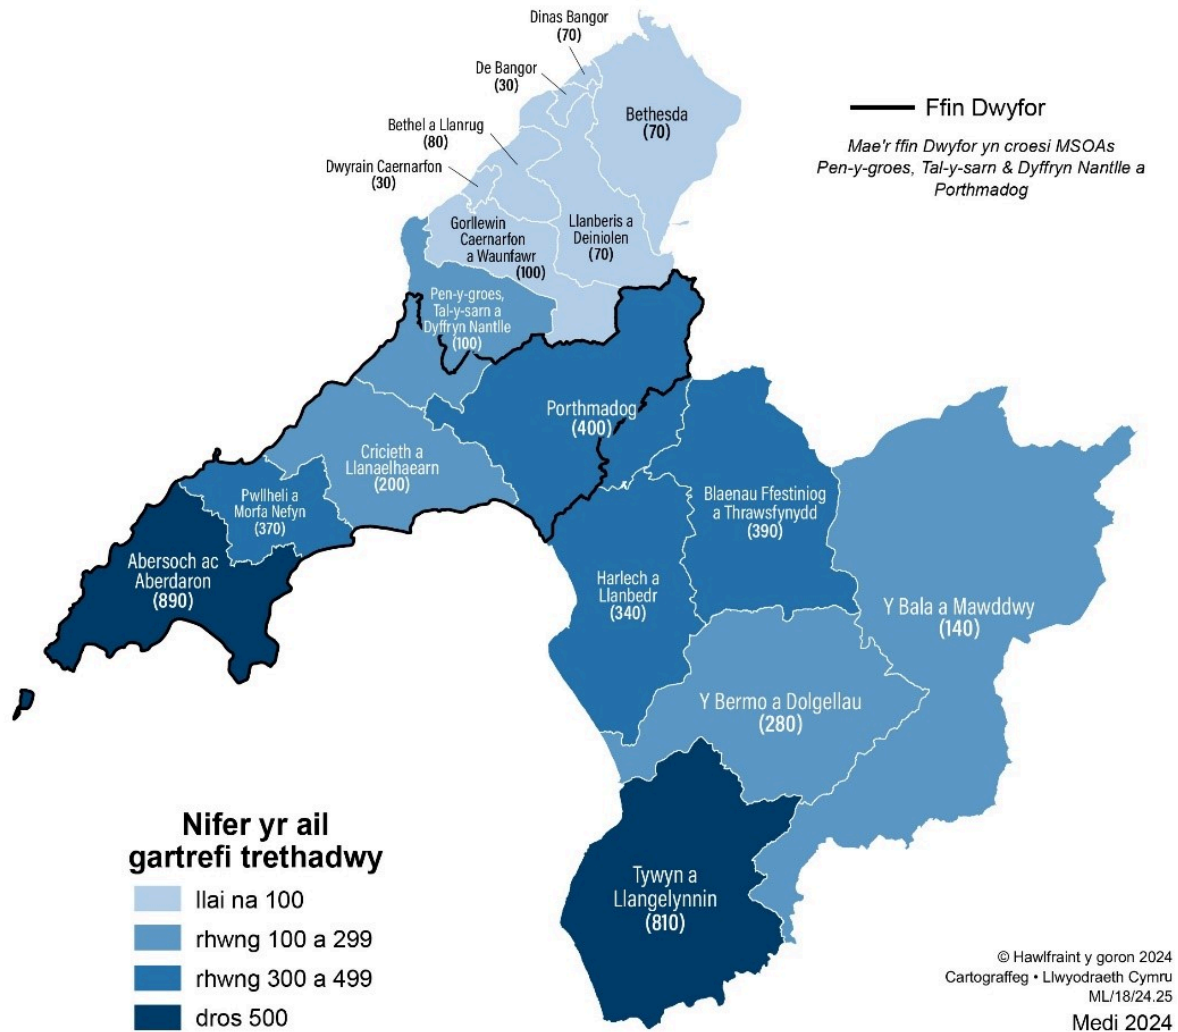 Dinas Bangor
(70)
De Bangor
(30)
Bethesda
(70)
Bethel a Llanrug
(80)
Dwyrain Caernarfon
(30)
Gorllewin
Caernarfon
a Waunfawr
(100)
Llanberis a
Deiniolen
(70)
Ffin Dwyfor
Mae'r ffin Dwyfor yn croesi MSOAs
Pen-y-groes, Tal-y-sarn & Dyffryn Nantlle a
Porthmadog
Pen-y-groes,
Tal-y-sarn a
Dyffryn Nantlle
(100)
Porthmadog
(400)
Cricieth a
Llanaelhaearn
(200)
Pwllheli a
Morfa Nefyn
(370)
Abersoch ac
Aberdaron
(890)
Blaenau Ffestiniog
a Thrawsfynydd
(390)
Harlech a
Llanbedr
(340)
Y Bala a Mawddwy
(140)
Y Bermo a Dolgellau
(280)
Tywyn a
Llangelynnin
(810)
Nifer yr ail
gartrefi trethadwy
llai na 100
rhwng 100 a 299
rhwng 300 a 499
dros 500
© Hawlfraint y goron 2024
Cartograffeg • Llwyodraeth Cymru
ML/18/24.25
Medi 2024